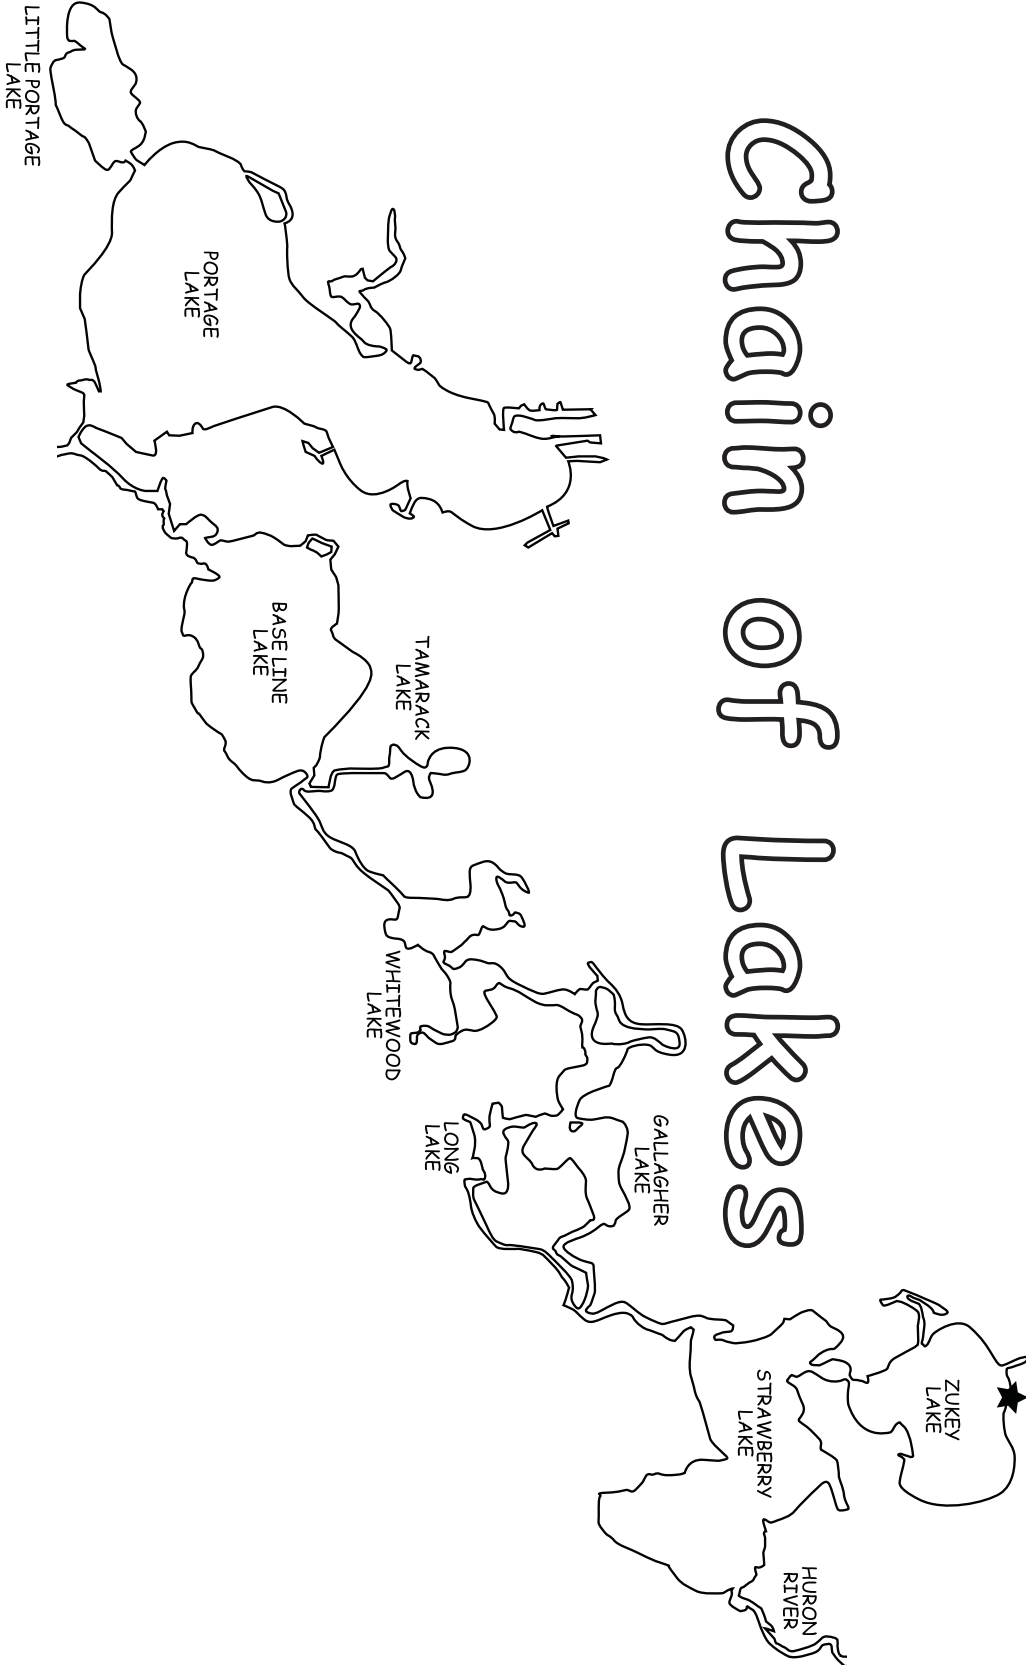 Chain of Lakes
LITTLE PORTAGE
LAKE
PORTAGE
LAKE
BASE LINE
LAKE
TAMARACK
LAKE
WHITEWOOD
LAKE
LONG
LAKE
GALLAGHER
LAKE
STRAWBERRY
LAKE
ZUKEY
LAKE
HURON
RIVER